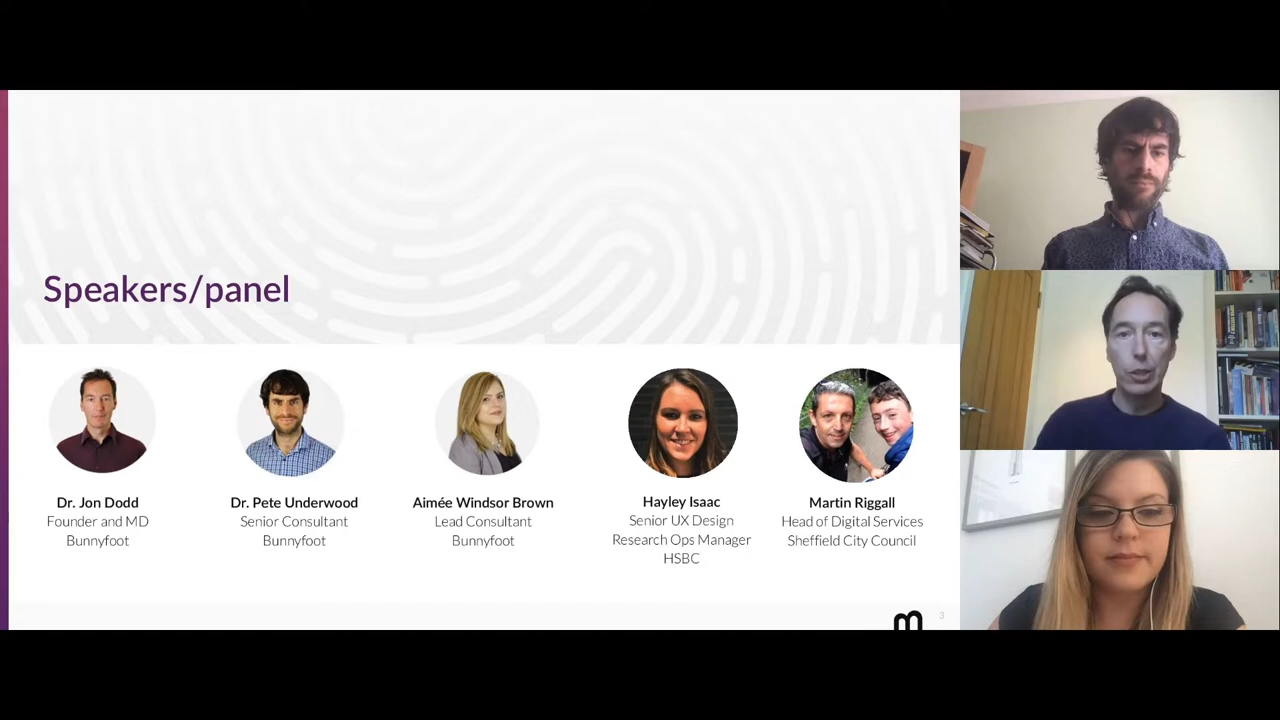 Speakers/panel
Dr. Jon Dodd
Founder and MD
Bunnyfoot
Dr. Pete Underwood
Senior Consultant
Bunnyfoot
Aimée Windsor Brown
Lead Consultant
Bunnyfoot
Hayley Isaac
Senior UX Design
Research Ops Manager
HSBC
Martin Riggall
Head of Digital Services
Sheffield City Council
3